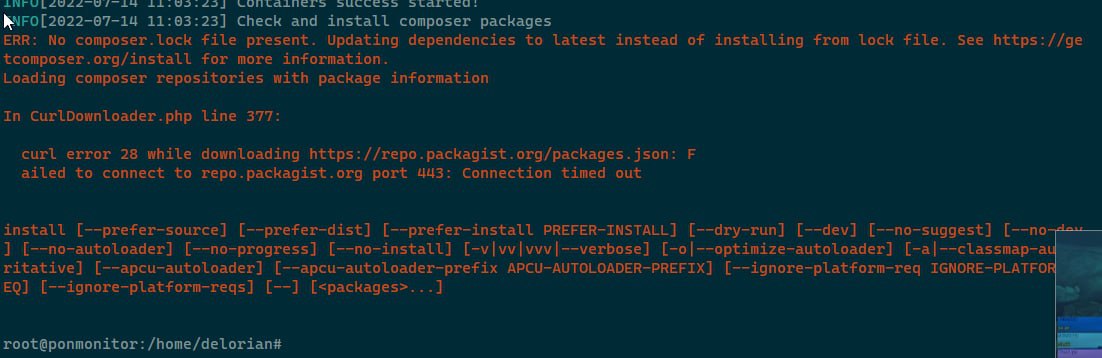 INFO[2022-07-14 11:03:23] Containers success started!
INFO[2022-07-14 11:03:23] Check and install composer packages
ERR: No composer.lock file present. Updating dependencies to latest instead of installing from lock file. See https://ge
tcomposer.org/install for more information.
Loading composer repositories with package information
In CurlDownloader.php line 377:
curl error 28 while downloading https://repo.packagist.org/packages.json: F
ailed to connect to repo.packagist.org port 443: Connection timed out
install [--prefer-source] [--prefer-dist] [--prefer-install PREFER-INSTALL] [--dry-run] [--dev] [--no-suggest] [--no-dev
] [--no-autoloader] [--no-progress] [--no-install] [-v|vv|vvv|--verbose] [-o|--optimize-autoloader] [-a|--classmap-au
ritative] [--apcu-autoloader] [--apcu-autoloader-prefix APCU-AUTOLOADER-PREFIX] [--ignore-platform-req IGNORE-PLATFOR
EQ] [--ignore-platform-reqs] [--] [<packages>...]
root@ponmonitor:/home/delorian#